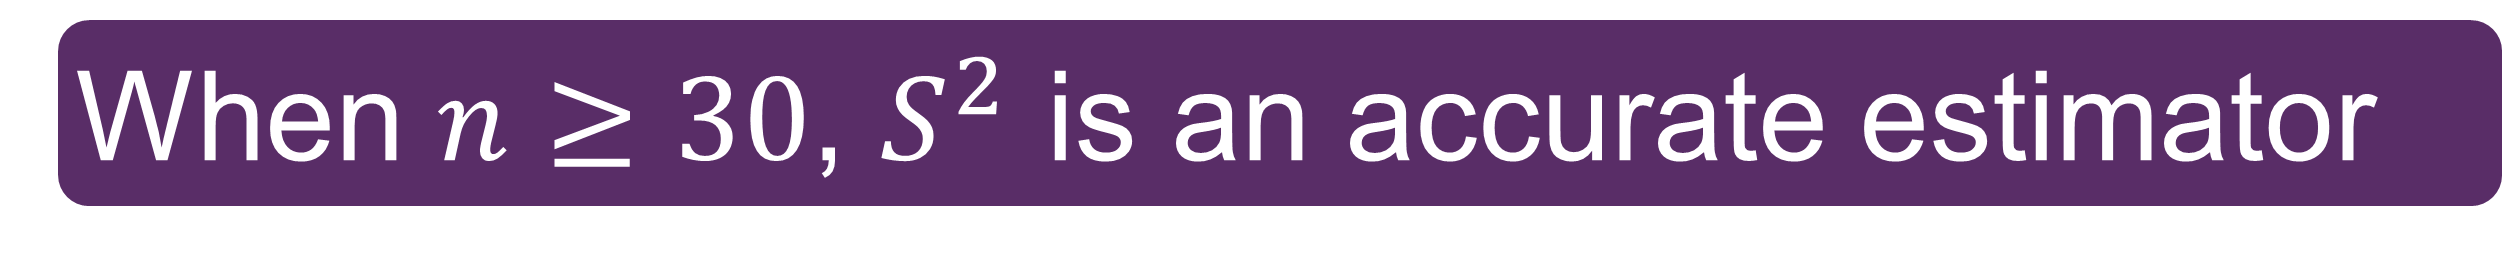 When 𝑛 ≥ 30, 𝑆² is an accurate estimator